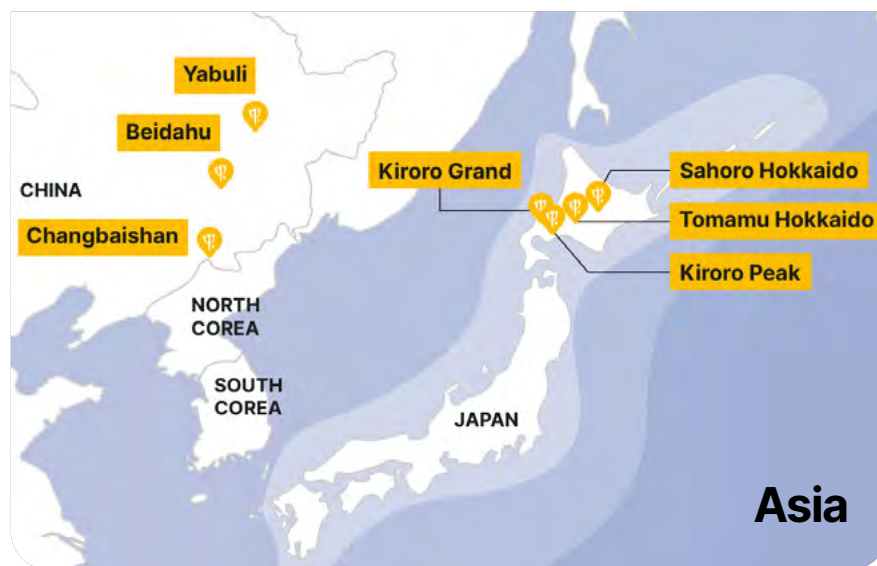 Yabuli
Beidahu
CHINA
Changbaishan
Kiroro Grand
Sahoro Hokkaido
Tomamu Hokkaido
Kiroro Peak
NORTH
COREA
SOUTH
COREA
JAPAN
Asia